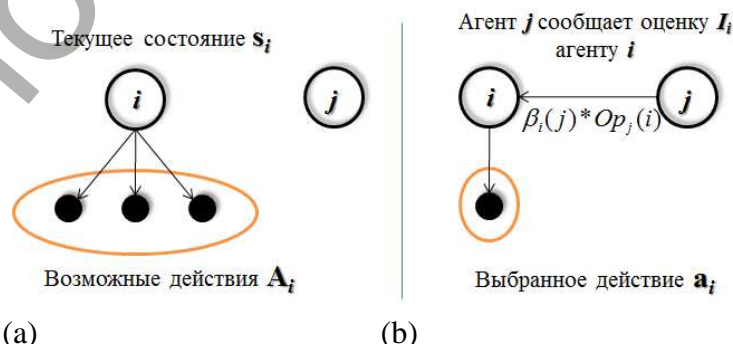 Текущее состояние s_i
i
j
Возможные действия A_i
(a)
Агент j сообщает оценку I_i
агенту i
i
j
β_i(j)*Op_j(i)
Выбранное действие a_i
(b)